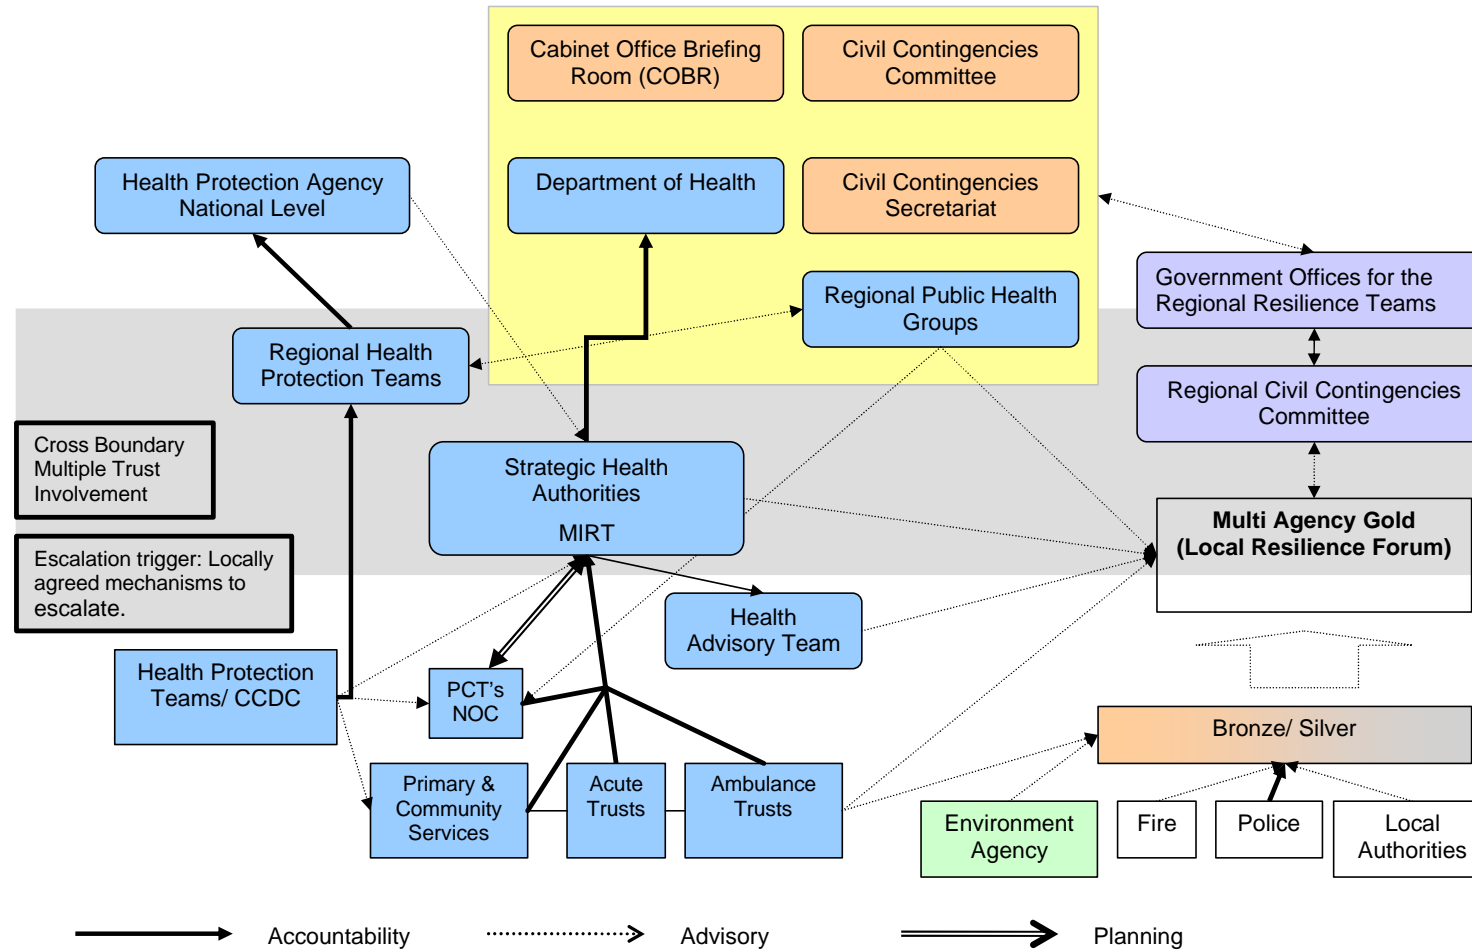 Cabinet Office Briefing
Room (COBR)
Civil Contingencies
Committee
Health Protection Agency
National Level
Department of Health
Civil Contingencies
Secretariat
Government Offices for the
Regional Resilience Teams
Regional Public Health
Groups
Regional Health
Protection Teams
Regional Civil Contingencies
Committee
Cross Boundary
Multiple Trust
Involvement
Strategic Health
Authorities
MIRT
Multi Agency Gold
(Local Resilience Forum)
Escalation trigger: Locally
agreed mechanisms to
escalate.
Health
Advisory Team
Health Protection
Teams/ CCDC
PCT's
NOC
Bronze/ Silver
Primary &
Community
Services
Acute
Trusts
Ambulance
Trusts
Environment
Agency
Fire
Police
Local
Authorities
Accountability
Advisory
Planning